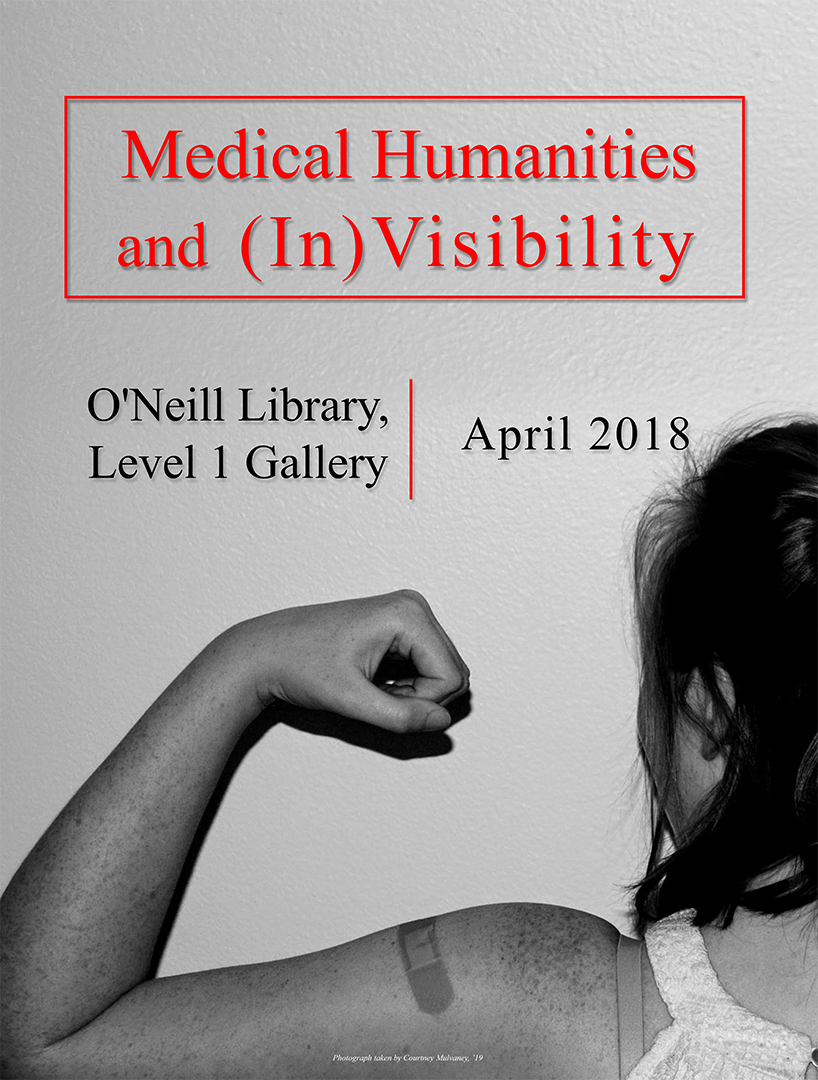 Medical Humanities
and (In)Visibility
O'Neill Library,
Level 1 Gallery
April 2018
Photograph taken by Courtney Mulvaney, '19